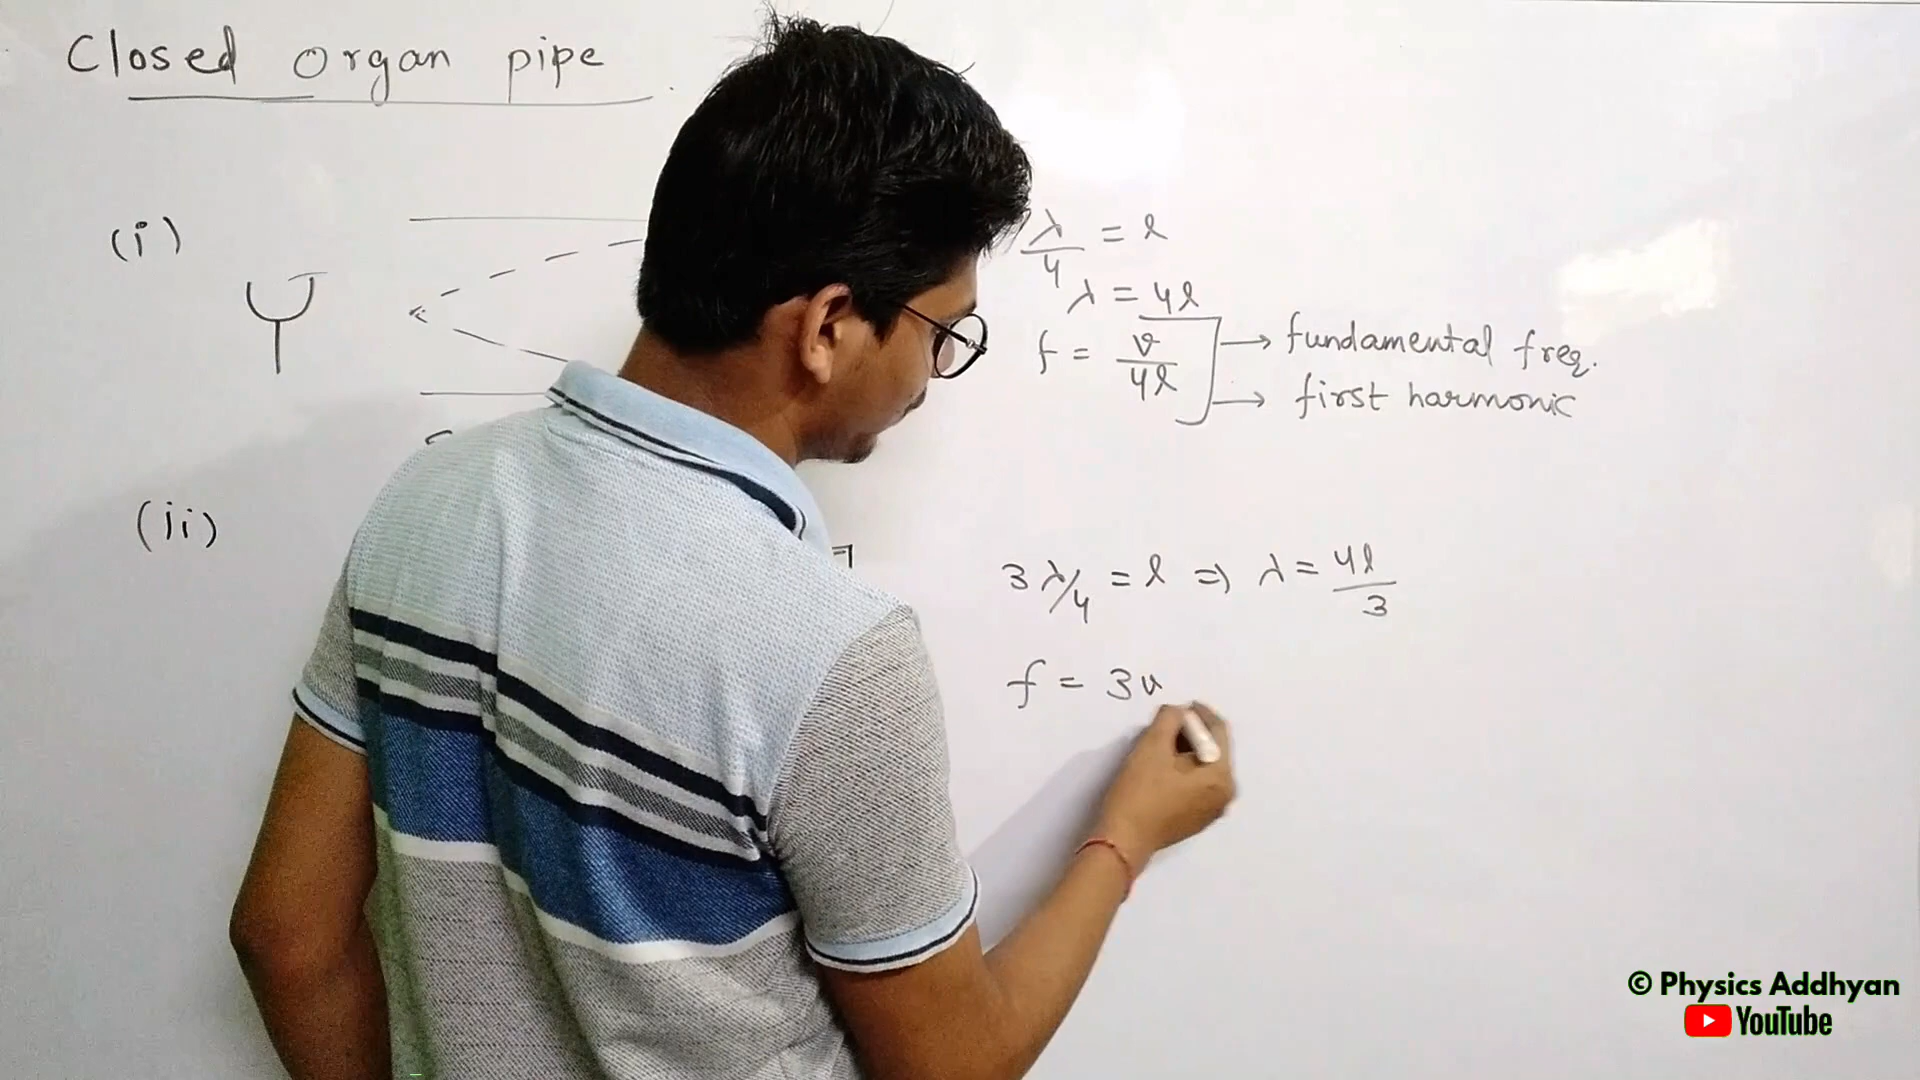 Closed organ pipe
(i)
λ/4 = l
λ = 4l
f = v/4l → fundamental freq.
→ first harmonic
(ii)
3λ/4 = l ⇒ λ = 4l/3
f = 3v
© Physics Addhyan
YouTube